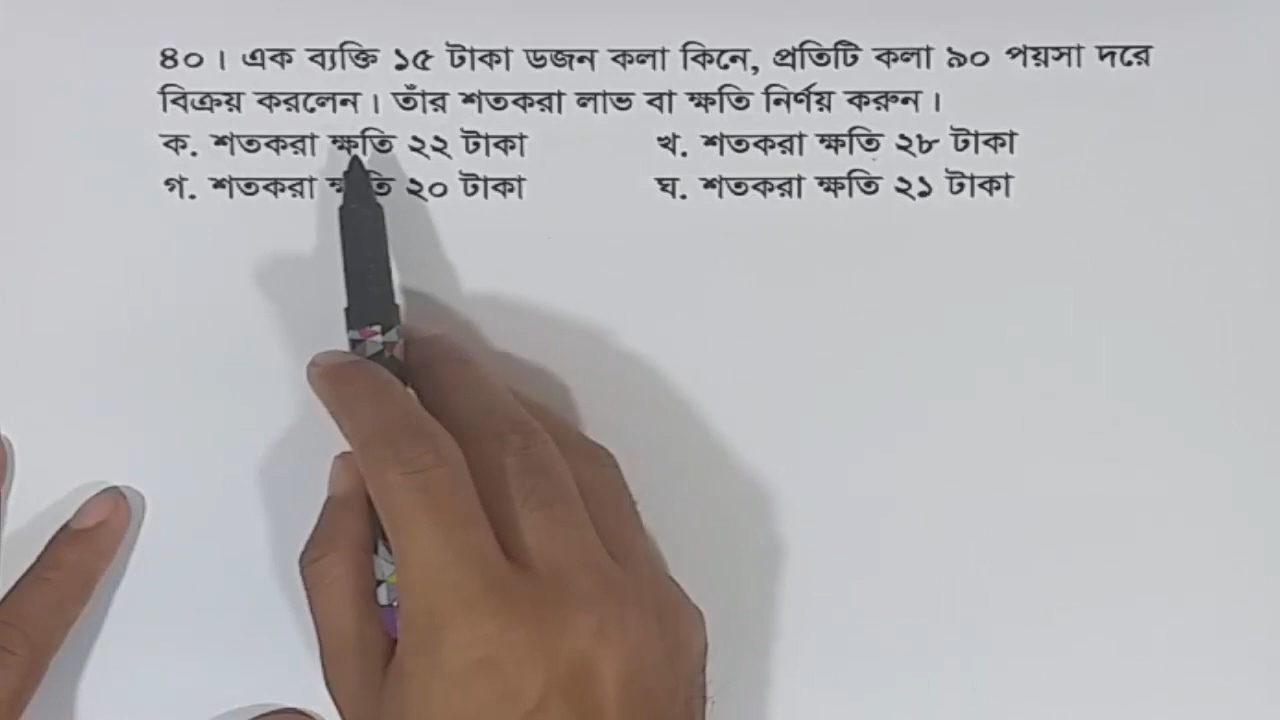 ৪০। এক ব্যক্তি ১৫ টাকা ডজন কলা কিনে, প্রতিটি কলা ৯০ পয়সা দরে
বিক্রয় করলেন। তাঁর শতকরা লাভ বা ক্ষতি নির্ণয় করুন।
ক. শতকরা ক্ষতি ২২ টাকা খ. শতকরা ক্ষতি ২৮ টাকা
গ. শতকরা ক্ষতি ২০ টাকা ঘ. শতকরা ক্ষতি ২১ টাকা